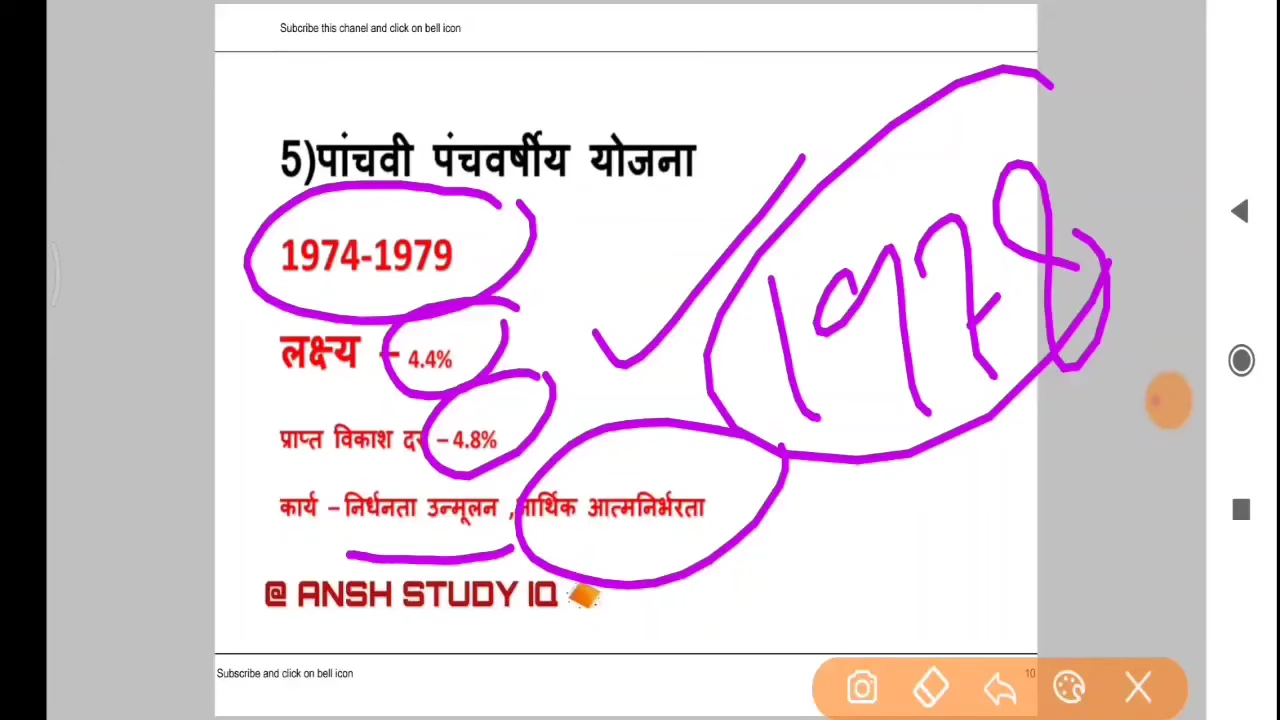 Subcribe this chanel and click on bell icon
5)पांचवी पंचवर्षीय योजना
1974-1979
लक्ष्य – 4.4%
प्राप्त विकाश दर – 4.8%
कार्य – निर्धनता उन्मूलन ,आर्थिक आत्मनिर्भरता
1978
@ ANSH STUDY IQ
Subscribe and click on bell icon
10